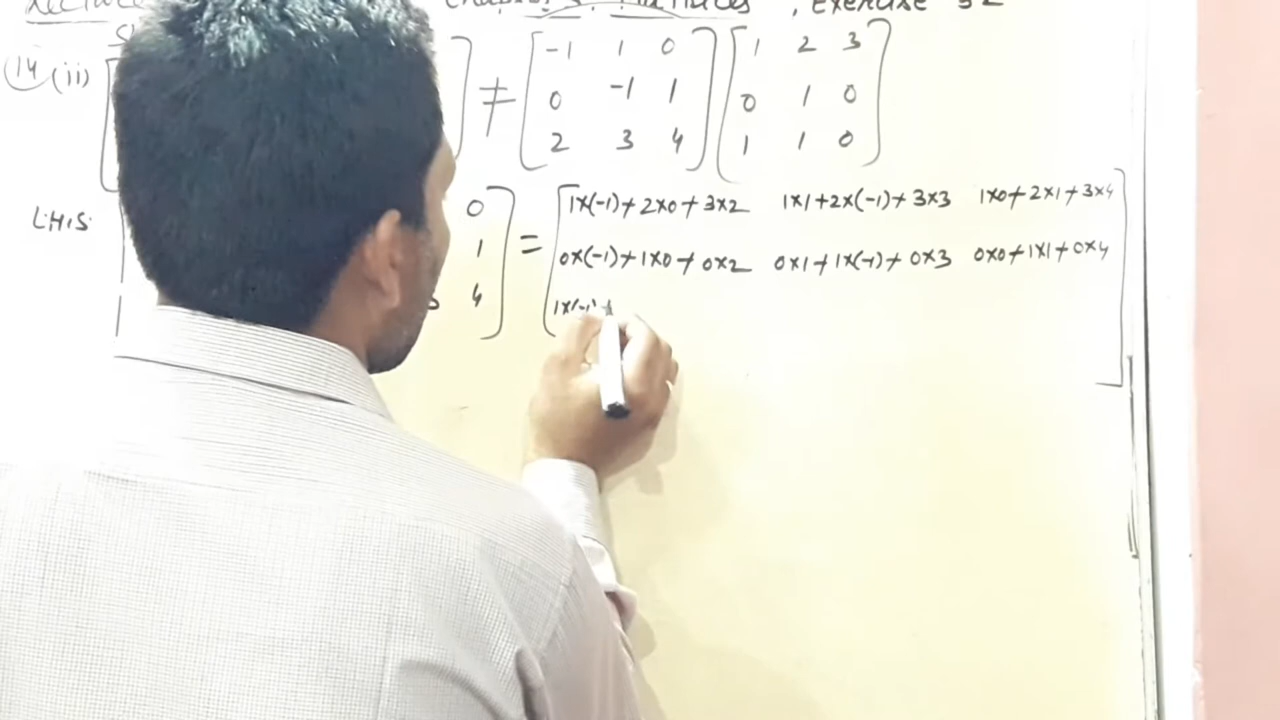 Matrices , Exercise 3.2
14 (ii) [ ] ≠ [ -1 1 0 ] [ 1 2 3 ]
0 -1 1 0 1 0
2 3 4 1 1 0
L.H.S. [ 0 ] = [ 1×(-1)+2×0+3×2 1×1+2×(-1)+3×3 1×0+2×1+3×4 ]
1 0×(-1)+1×0+0×2 0×1+1×(-1)+0×3 0×0+1×1+0×4
4 1×(-1)+